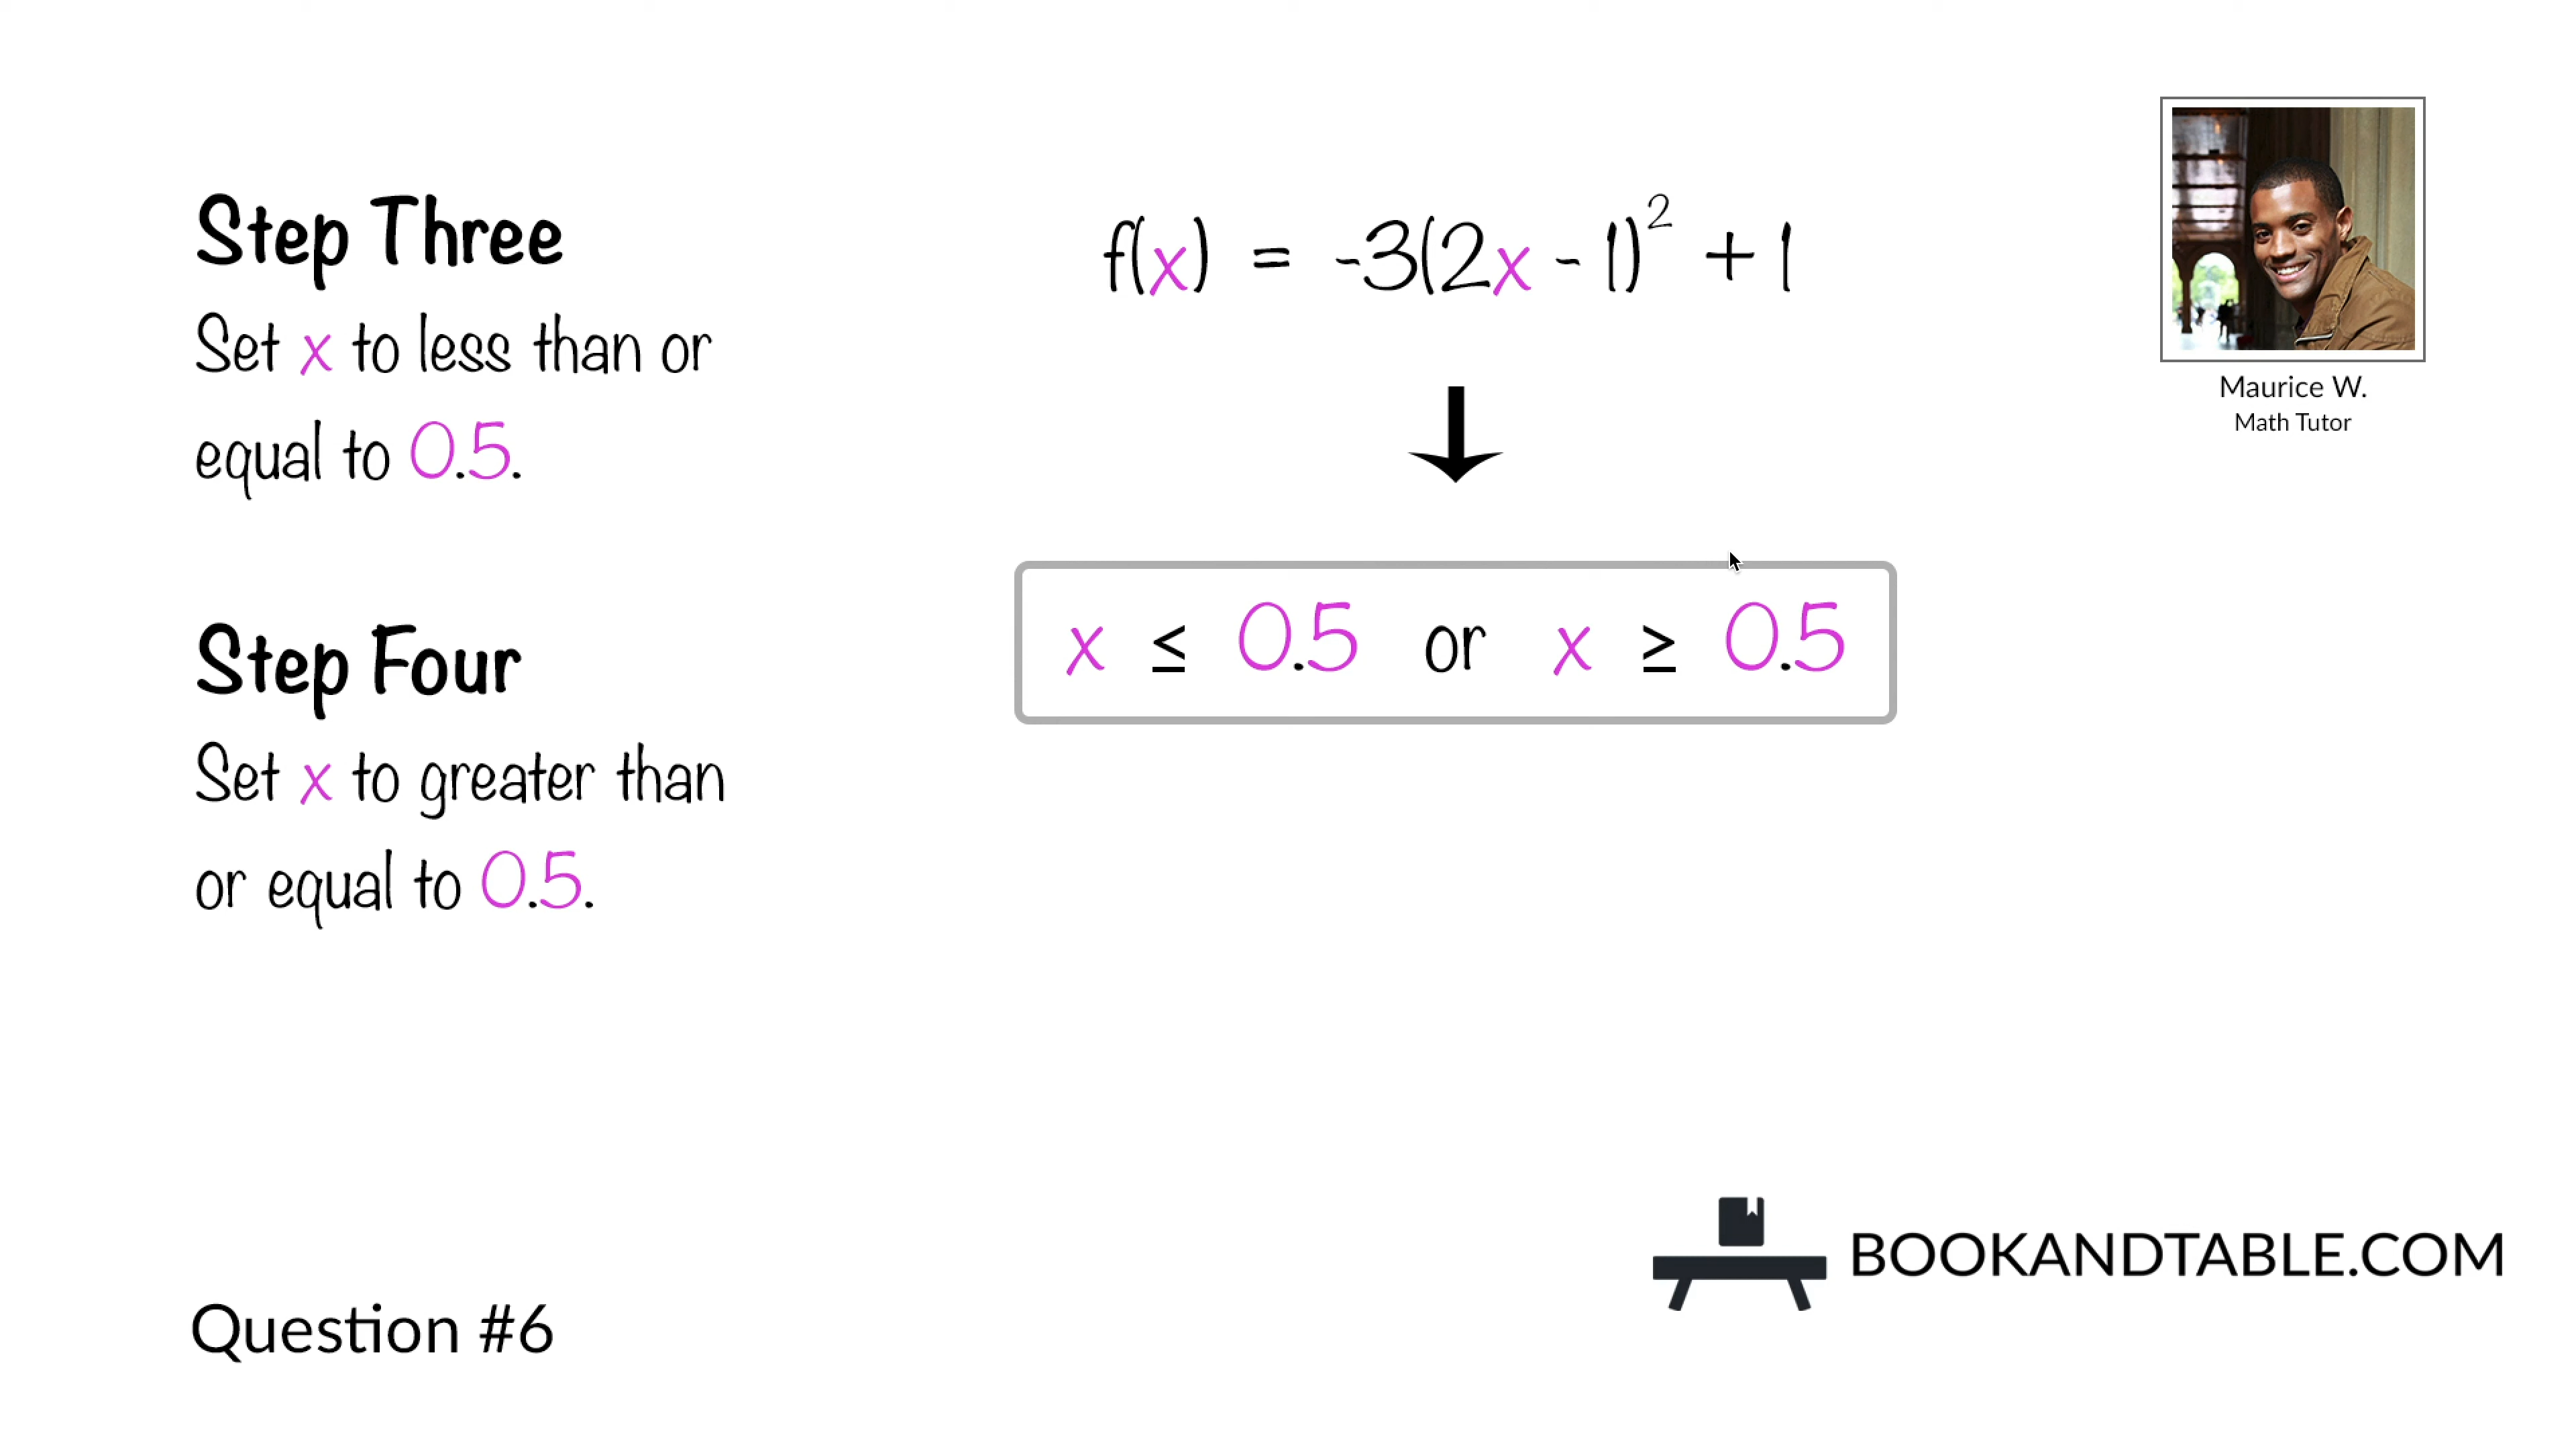 Step Three
Set x to less than or
equal to 0.5.
Step Four
Set x to greater than
or equal to 0.5.
f(x) = -3(2x - 1)² + 1
x ≤ 0.5 or x ≥ 0.5
Maurice W.
Math Tutor
Question #6
BOOKANDTABLE.COM